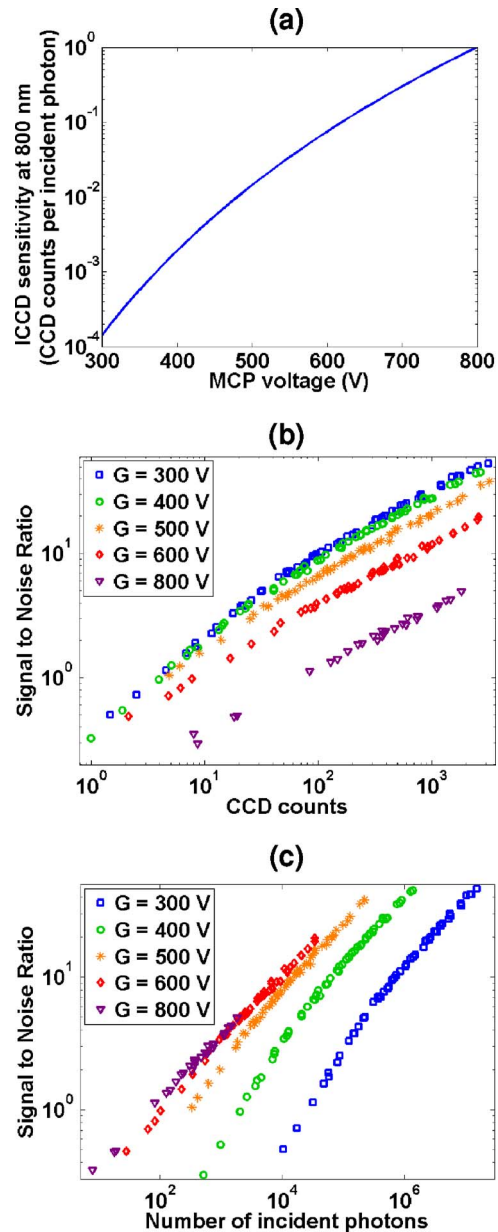 (a)
ICCD sensitivity at 800 nm
(CCD counts per incident photon)
10^0
10^-1
10^-2
10^-3
10^-4
300 400 500 600 700 800
MCP voltage (V)
(b)
Signal to Noise Ratio
10^1
10^0
G = 300 V
G = 400 V
G = 500 V
G = 600 V
G = 800 V
10^0 10^1 10^2 10^3
CCD counts
(c)
Signal to Noise Ratio
10^1
10^0
G = 300 V
G = 400 V
G = 500 V
G = 600 V
G = 800 V
10^2 10^4 10^6
Number of incident photons